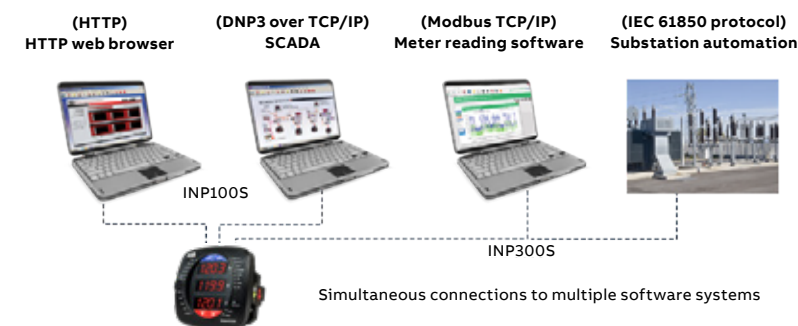 (HTTP)
HTTP web browser
(DNP3 over TCP/IP)
SCADA
(Modbus TCP/IP)
Meter reading software
(IEC 61850 protocol)
Substation automation
INP100S
INP300S
Simultaneous connections to multiple software systems